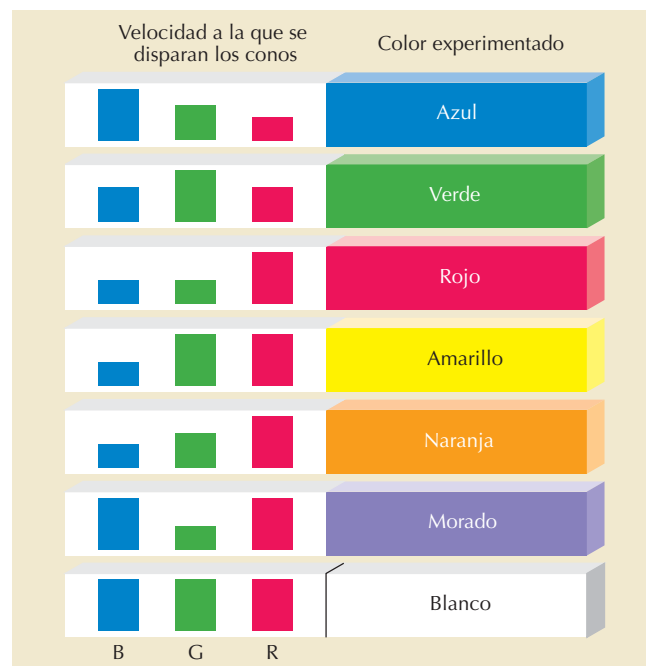 Velocidad a la que se
disparan los conos
Color experimentado
Azul
Verde
Rojo
Amarillo
Naranja
Morado
Blanco
B G R